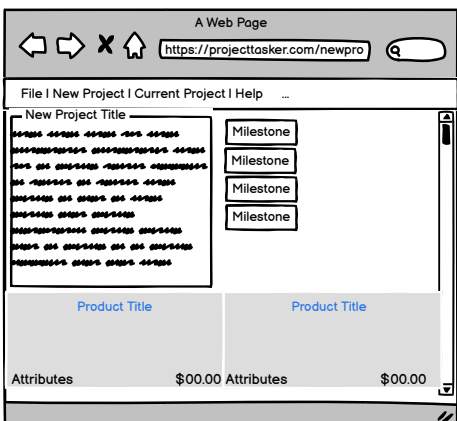 A Web Page
https://projecttasker.com/newpro
File | New Project | Current Project | Help ...
New Project Title
Milestone
Milestone
Milestone
Milestone
Product Title
Product Title
Attributes $00.00
Attributes $00.00